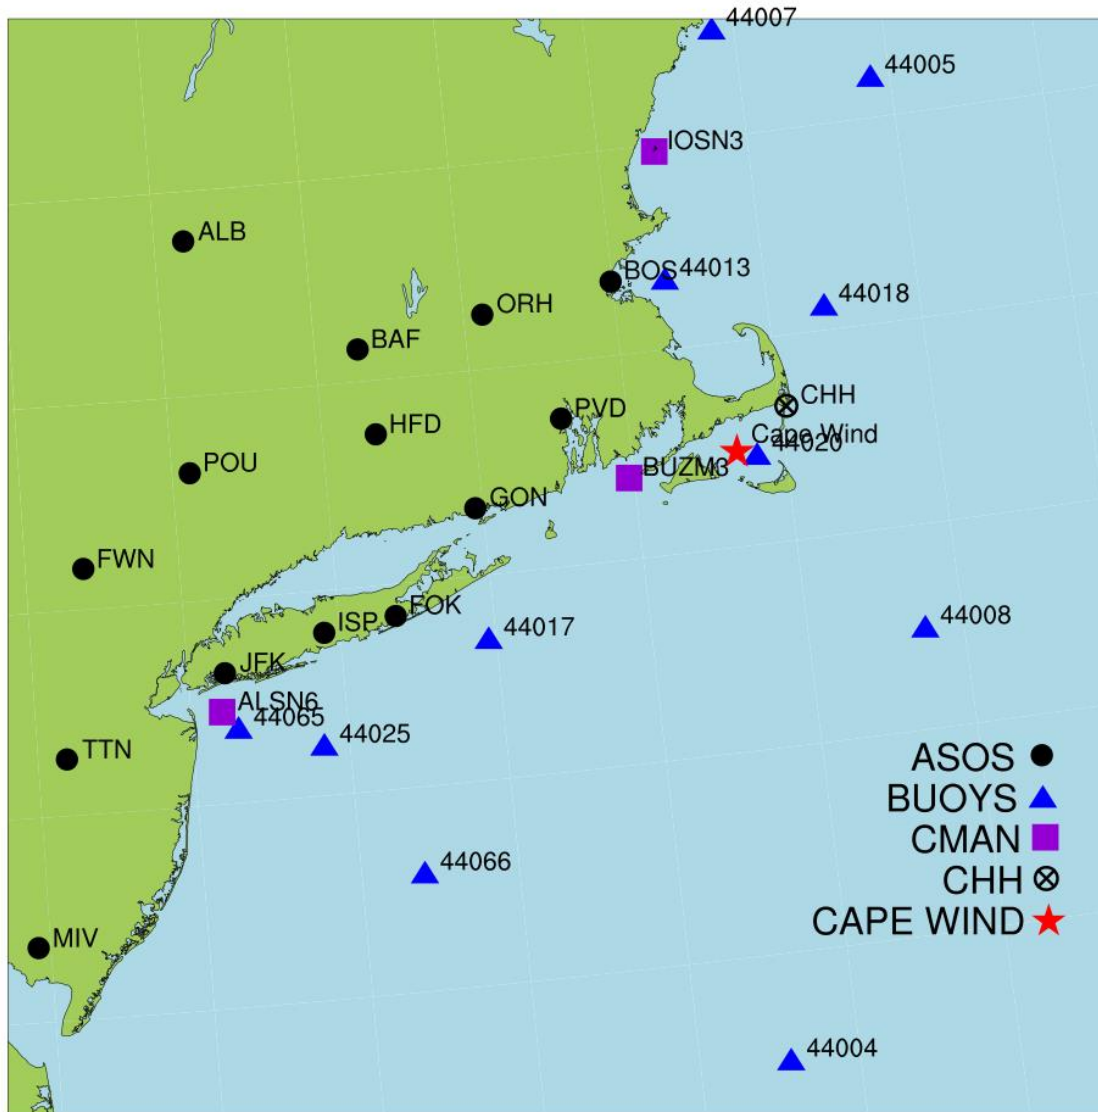 44007
44005
IOSN3
ALB
BOS
44013
44018
ORH
BAF
CHH
PVD
HFD
Cape Wind
44020
POU
BUZM3
GON
FWN
FOK
ISP
44017
44008
JFK
ALSN6
44065
44025
TTN
ASOS
BUOYS
CMAN
44066
CHH
CAPE WIND
MIV
44004